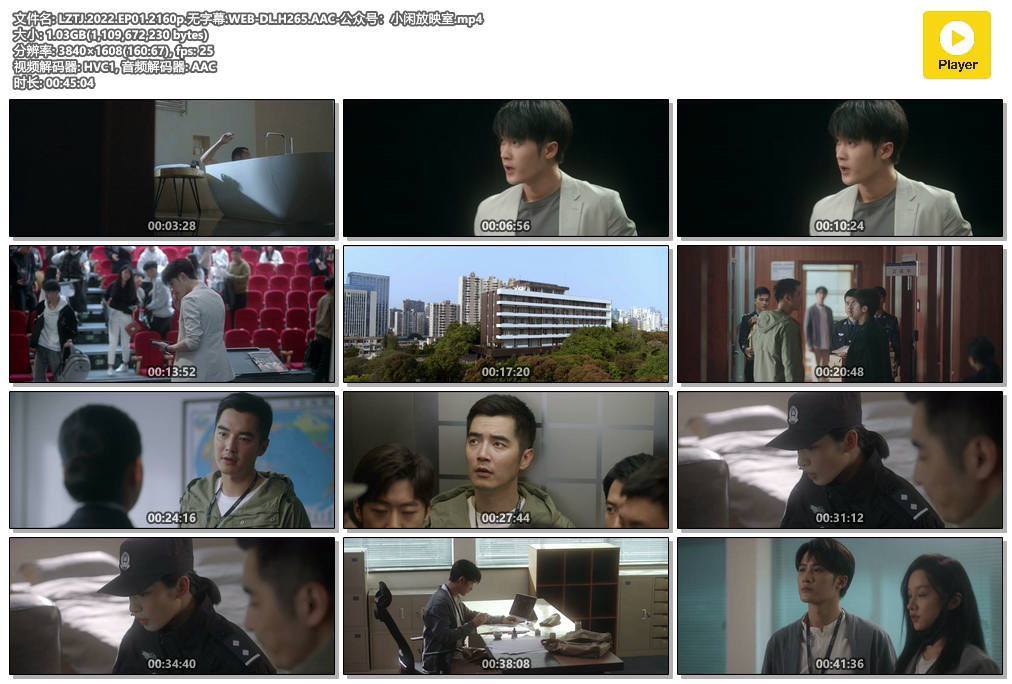 文件名: LZTJ.2022.EP01.2160p.无字幕.WEB-DL.H265.AAC-公众号：小闲放映室.mp4
大小: 1.03GB(1,109,672,230 bytes)
分辨率: 3840×1608(160:67), fps: 25
视频解码器: HVC1, 音频解码器: AAC
时长: 00:45:04
Player
00:03:28
00:06:56
00:10:24
00:13:52
00:17:20
00:20:48
00:24:16
00:27:44
00:31:12
00:34:40
00:38:08
00:41:36